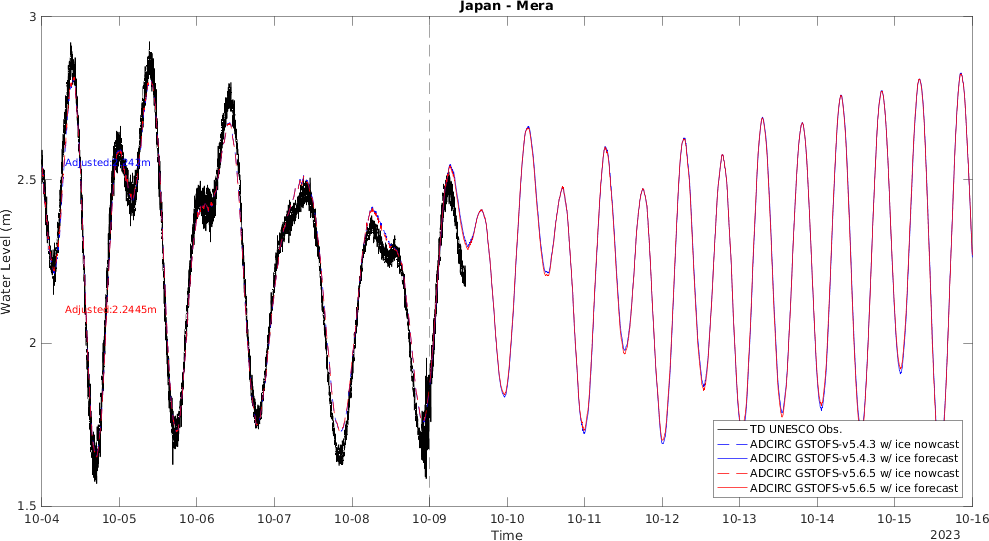 Japan - Mera
3
2.5
2
1.5
Water Level (m)
Adjusted:
Adjusted:2.2445m
TD UNESCO Obs.
ADCIRC GSTOFS-v5.4.3 w/ ice nowcast
ADCIRC GSTOFS-v5.4.3 w/ ice forecast
ADCIRC GSTOFS-v5.6.5 w/ ice nowcast
ADCIRC GSTOFS-v5.6.5 w/ ice forecast
10-04 10-05 10-06 10-07 10-08 10-09 10-10 10-11 10-12 10-13 10-14 10-15 10-16
Time
2023